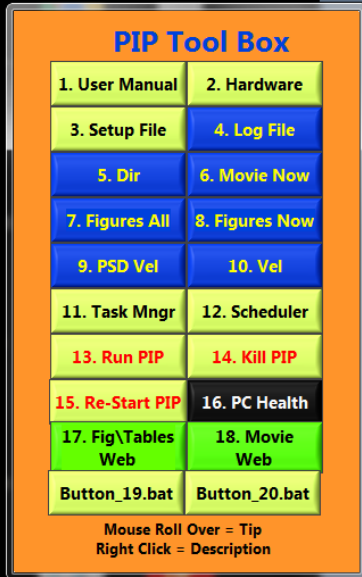 PIP Tool Box
1. User Manual
2. Hardware
3. Setup File
4. Log File
5. Dir
6. Movie Now
7. Figures All
8. Figures Now
9. PSD Vel
10. Vel
11. Task Mngr
12. Scheduler
13. Run PIP
14. Kill PIP
15. Re-Start PIP
16. PC Health
17. Fig\Tables
Web
18. Movie
Web
Button_19.bat
Button_20.bat
Mouse Roll Over = Tip
Right Click = Description